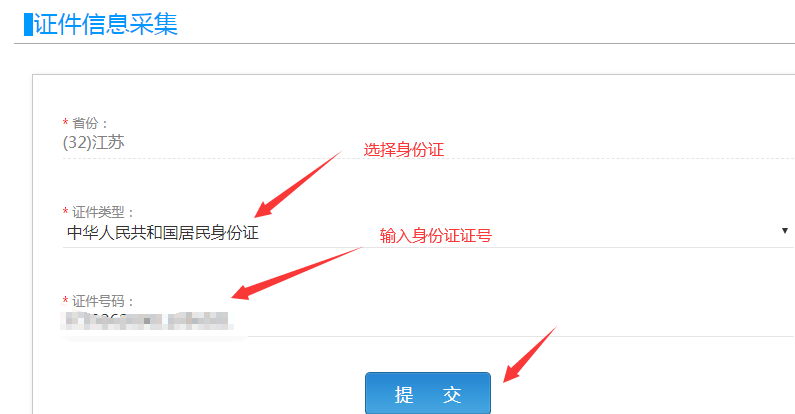 证件信息采集
* 省份：
(32)江苏
选择身份证
* 证件类型：
中华人民共和国居民身份证
输入身份证证号
* 证件号码：
提 交